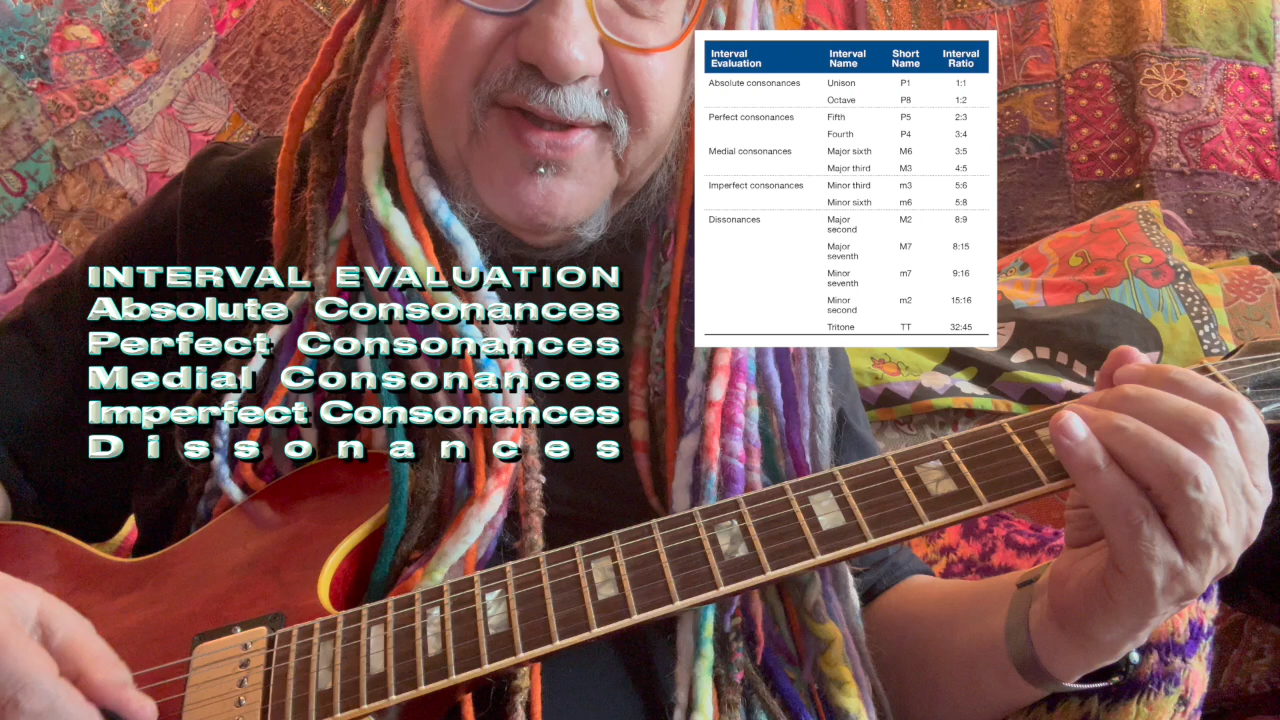 INTERVAL EVALUATION
Absolute Consonances
Perfect Consonances
Medial Consonances
Imperfect Consonances
Dissonances
Interval Evaluation Interval Name Short Name Interval Ratio
Absolute consonances Unison P1 1:1
Octave P8 1:2
Perfect consonances Fifth P5 2:3
Fourth P4 3:4
Medial consonances Major sixth M6 3:5
Major third M3 4:5
Imperfect consonances Minor third m3 5:6
Minor sixth m6 5:8
Dissonances Major second M2 8:9
Major seventh M7 8:15
Minor seventh m7 9:16
Minor second m2 15:16
Tritone TT 32:45